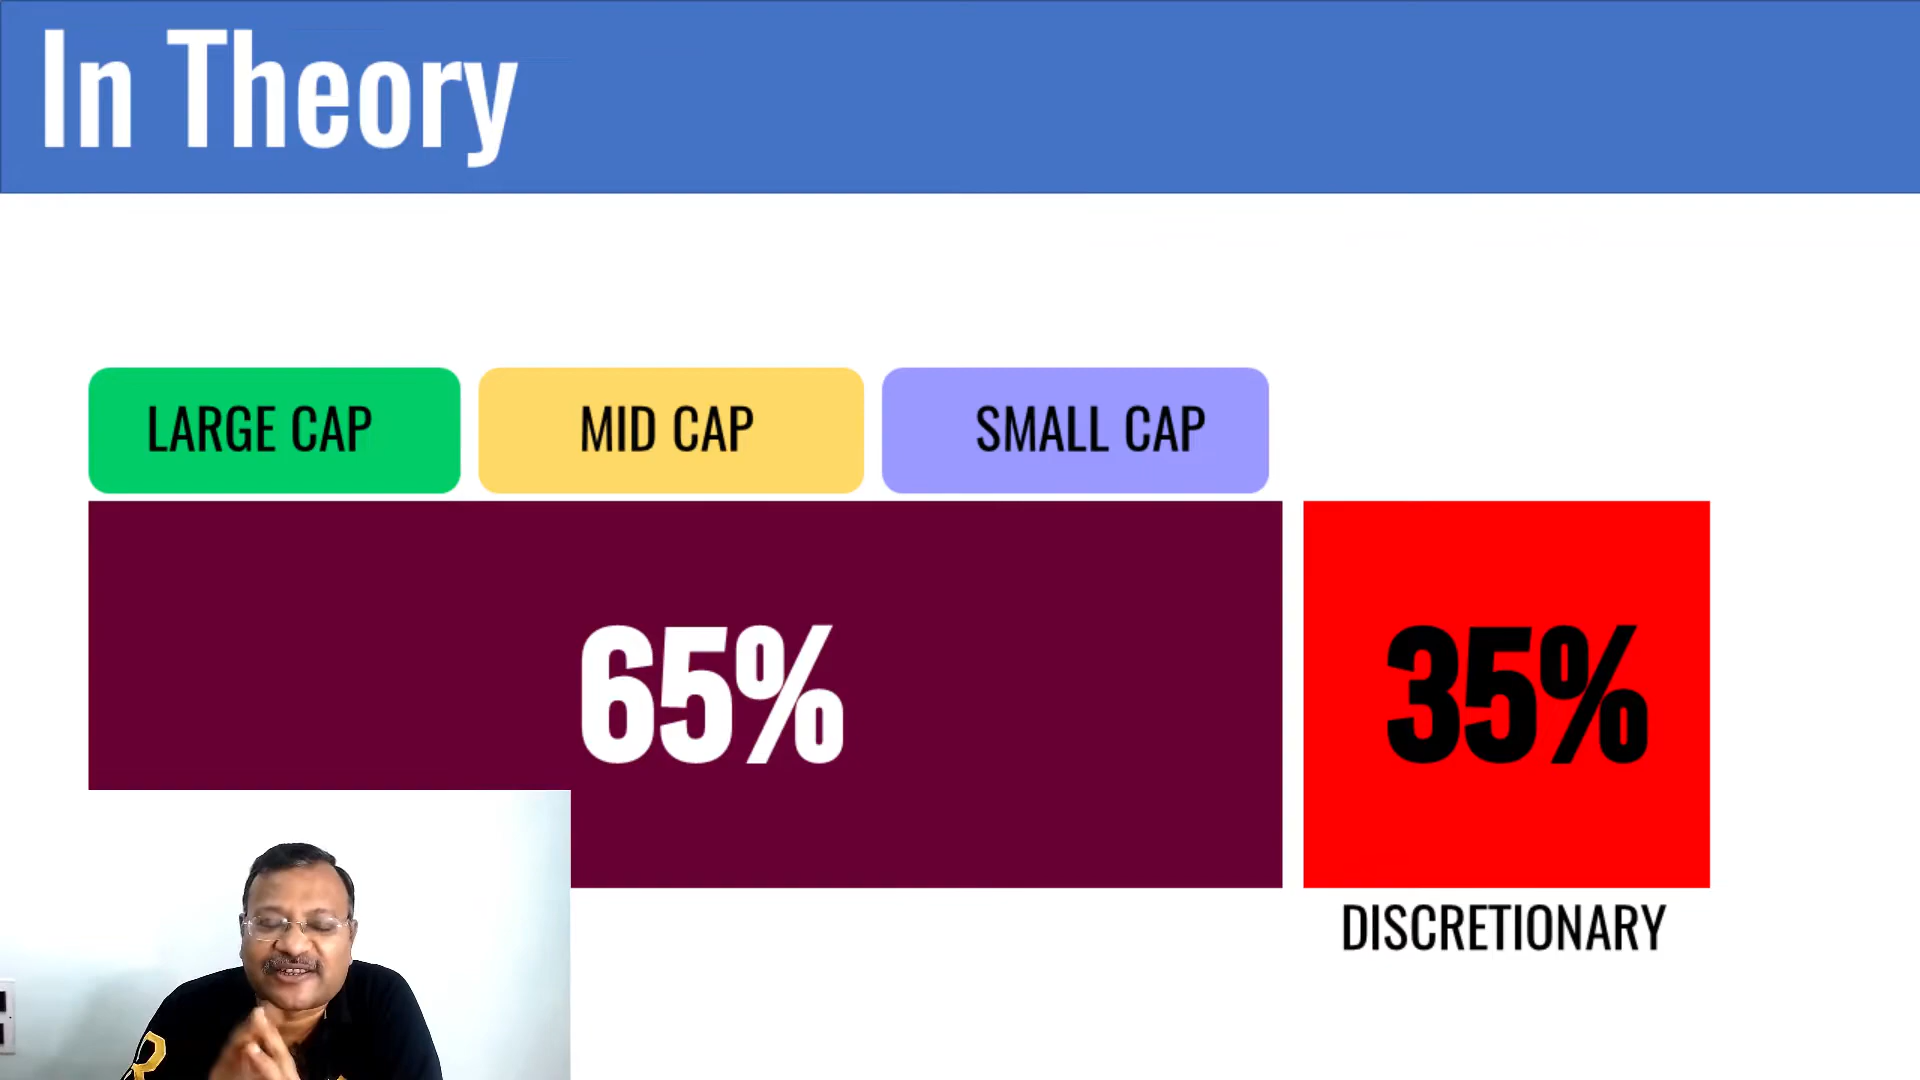 In Theory
LARGE CAP
MID CAP
SMALL CAP
65%
35%
DISCRETIONARY